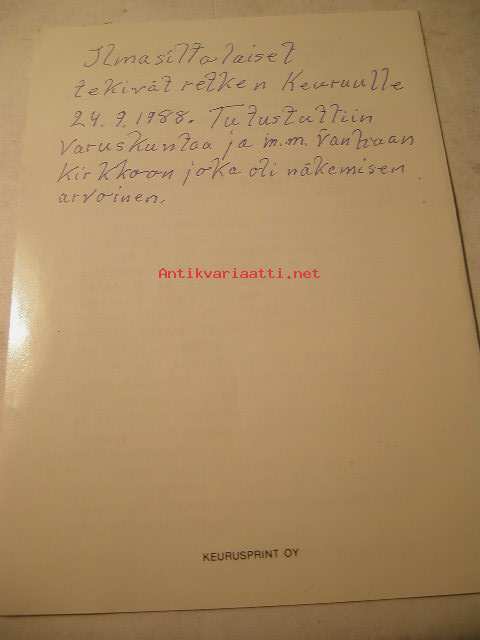 Ilmasiltalaiset
tekivät retken Keuruulle
24.9.1988. Tutustuttiin
varuskuntaa ja m.m. vanhaan
kirkkoon joka oli näkemisen
arvoinen.
Antikvariaatti.net
KEURUSPRINT OY